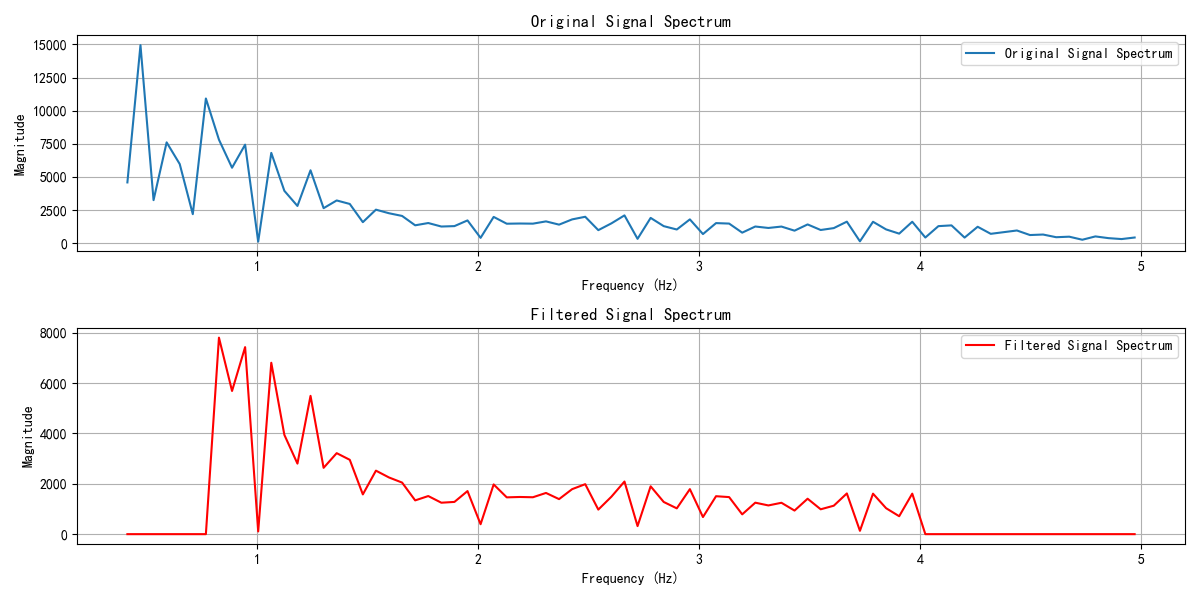 Original Signal Spectrum
15000
12500
10000
7500
5000
2500
0
Magnitude
Original Signal Spectrum
1 2 3 4 5
Frequency (Hz)
Filtered Signal Spectrum
8000
6000
4000
2000
0
Magnitude
Filtered Signal Spectrum
1 2 3 4 5
Frequency (Hz)